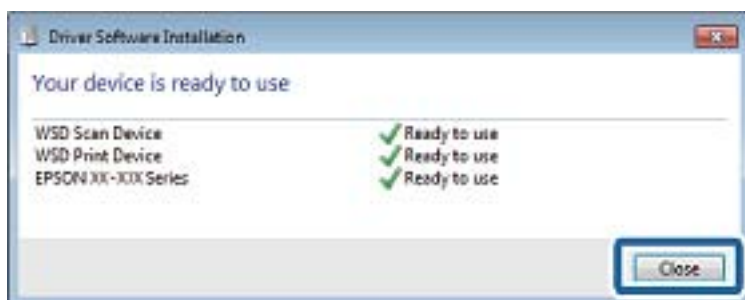 Driver Software Installation
Your device is ready to use
WSD Scan Device Ready to use
WSD Print Device Ready to use
EPSON XX-XXX Series Ready to use
Close